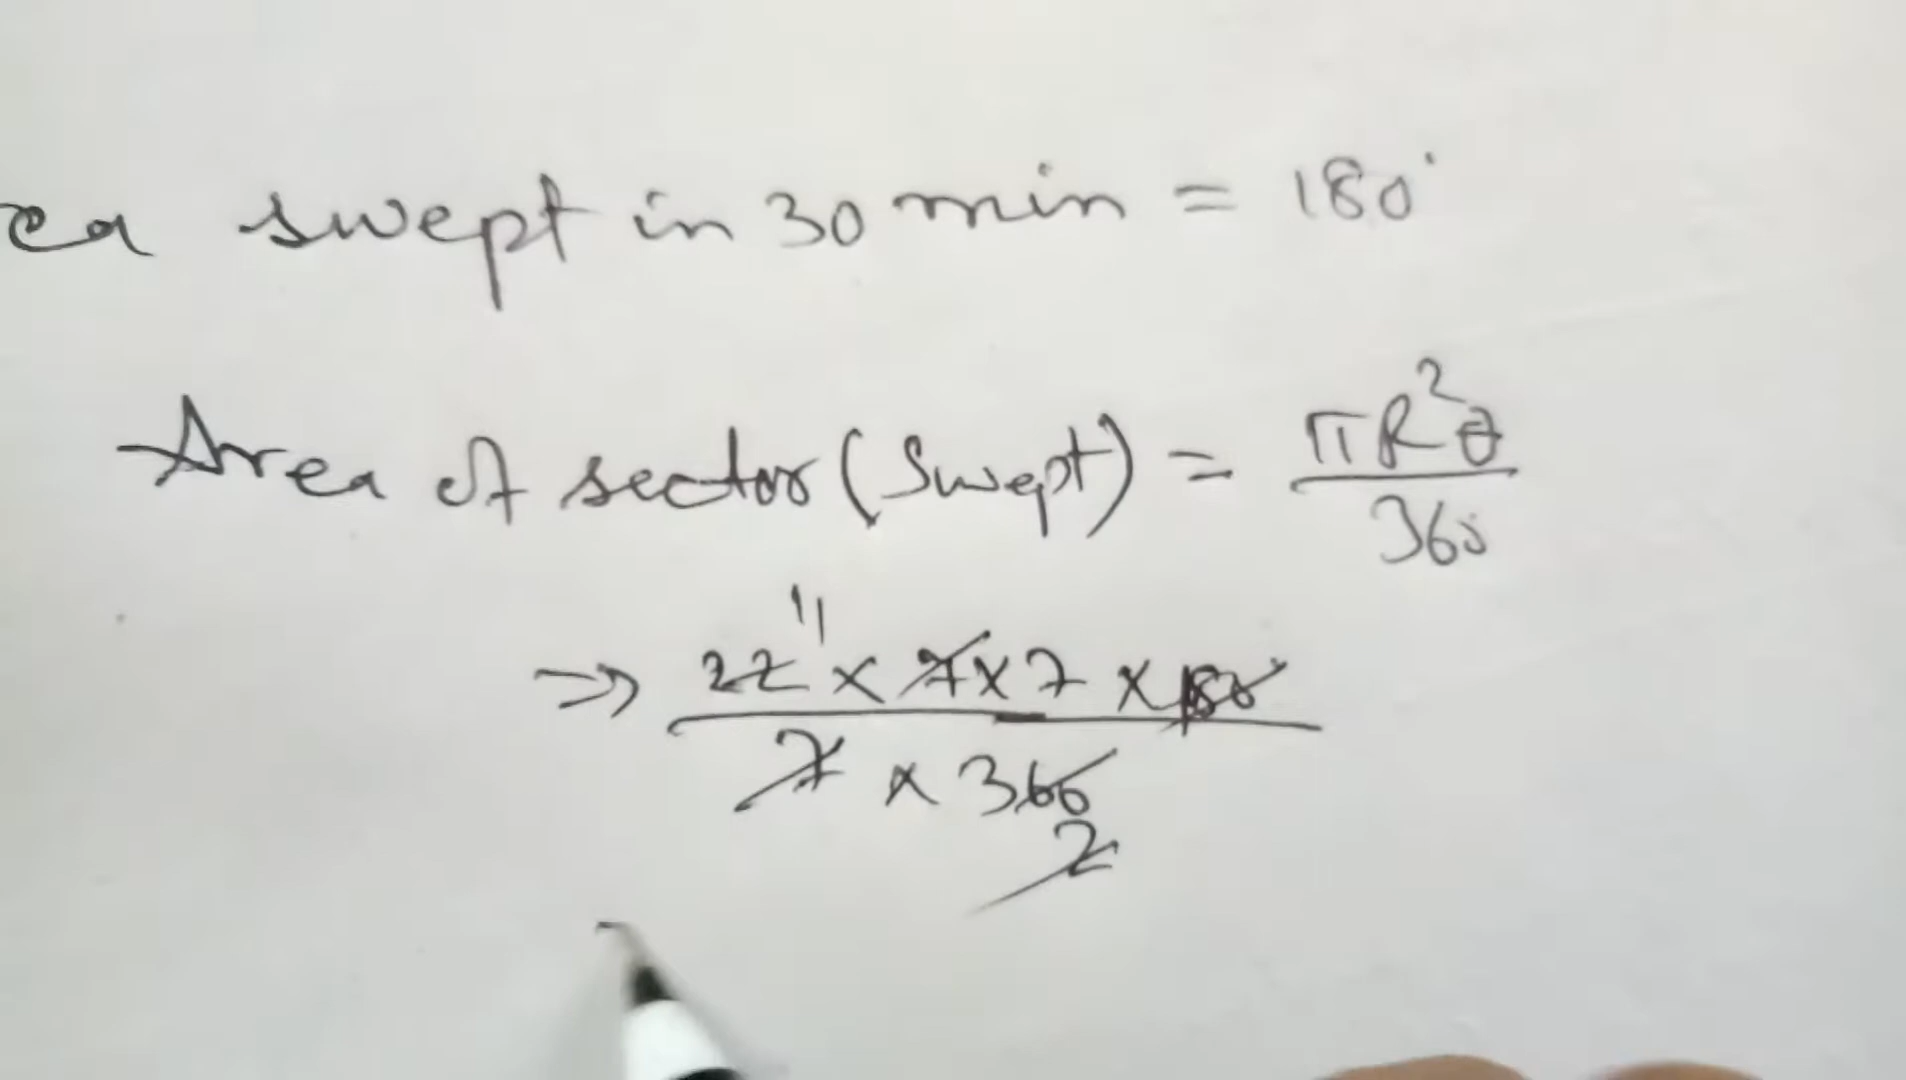 ea swept in 30 min = 180°
Area of sector (Swept) = πR²θ
360
11
⇒ 22 × 7 × 7 × 180
7 × 360
2